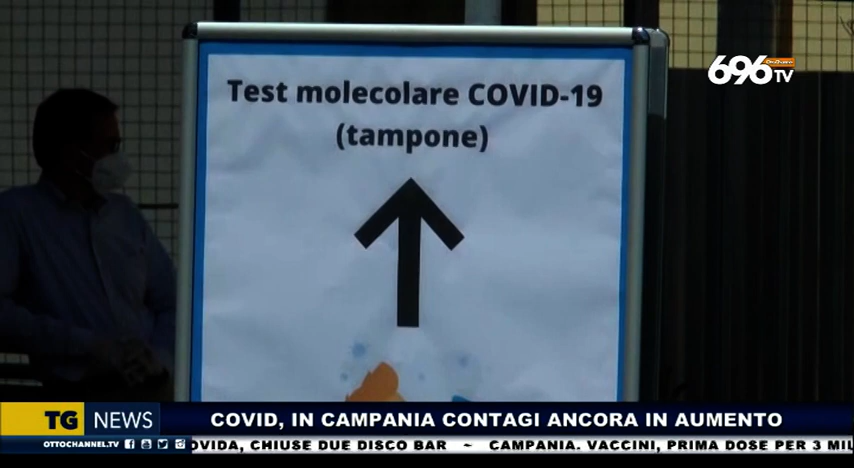 Test molecolare COVID-19
(tampone)
696
OttoChannel
TV
TG NEWS
COVID, IN CAMPANIA CONTAGI ANCORA IN AUMENTO
OTTOCHANNEL.TV
OVIDA, CHIUSE DUE DISCO BAR ~ CAMPANIA. VACCINI, PRIMA DOSE PER 3 MIL